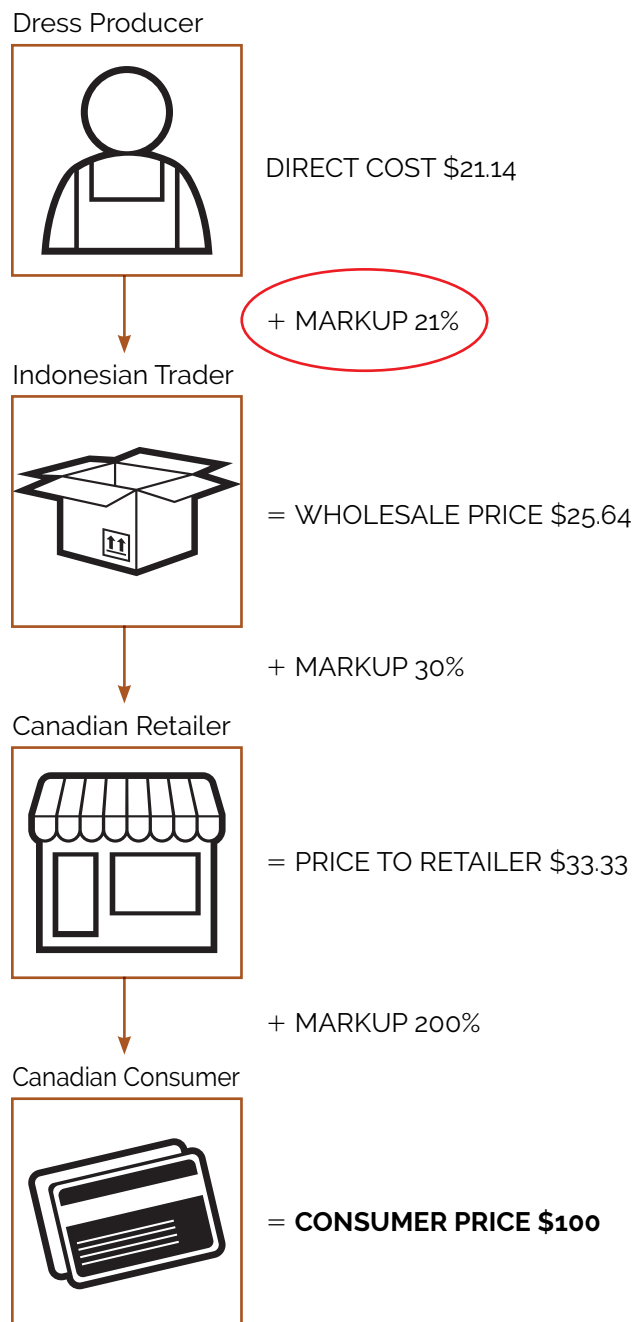 Dress Producer
DIRECT COST $21.14
+ MARKUP 21%
Indonesian Trader
= WHOLESALE PRICE $25.64
+ MARKUP 30%
Canadian Retailer
= PRICE TO RETAILER $33.33
+ MARKUP 200%
Canadian Consumer
= CONSUMER PRICE $100